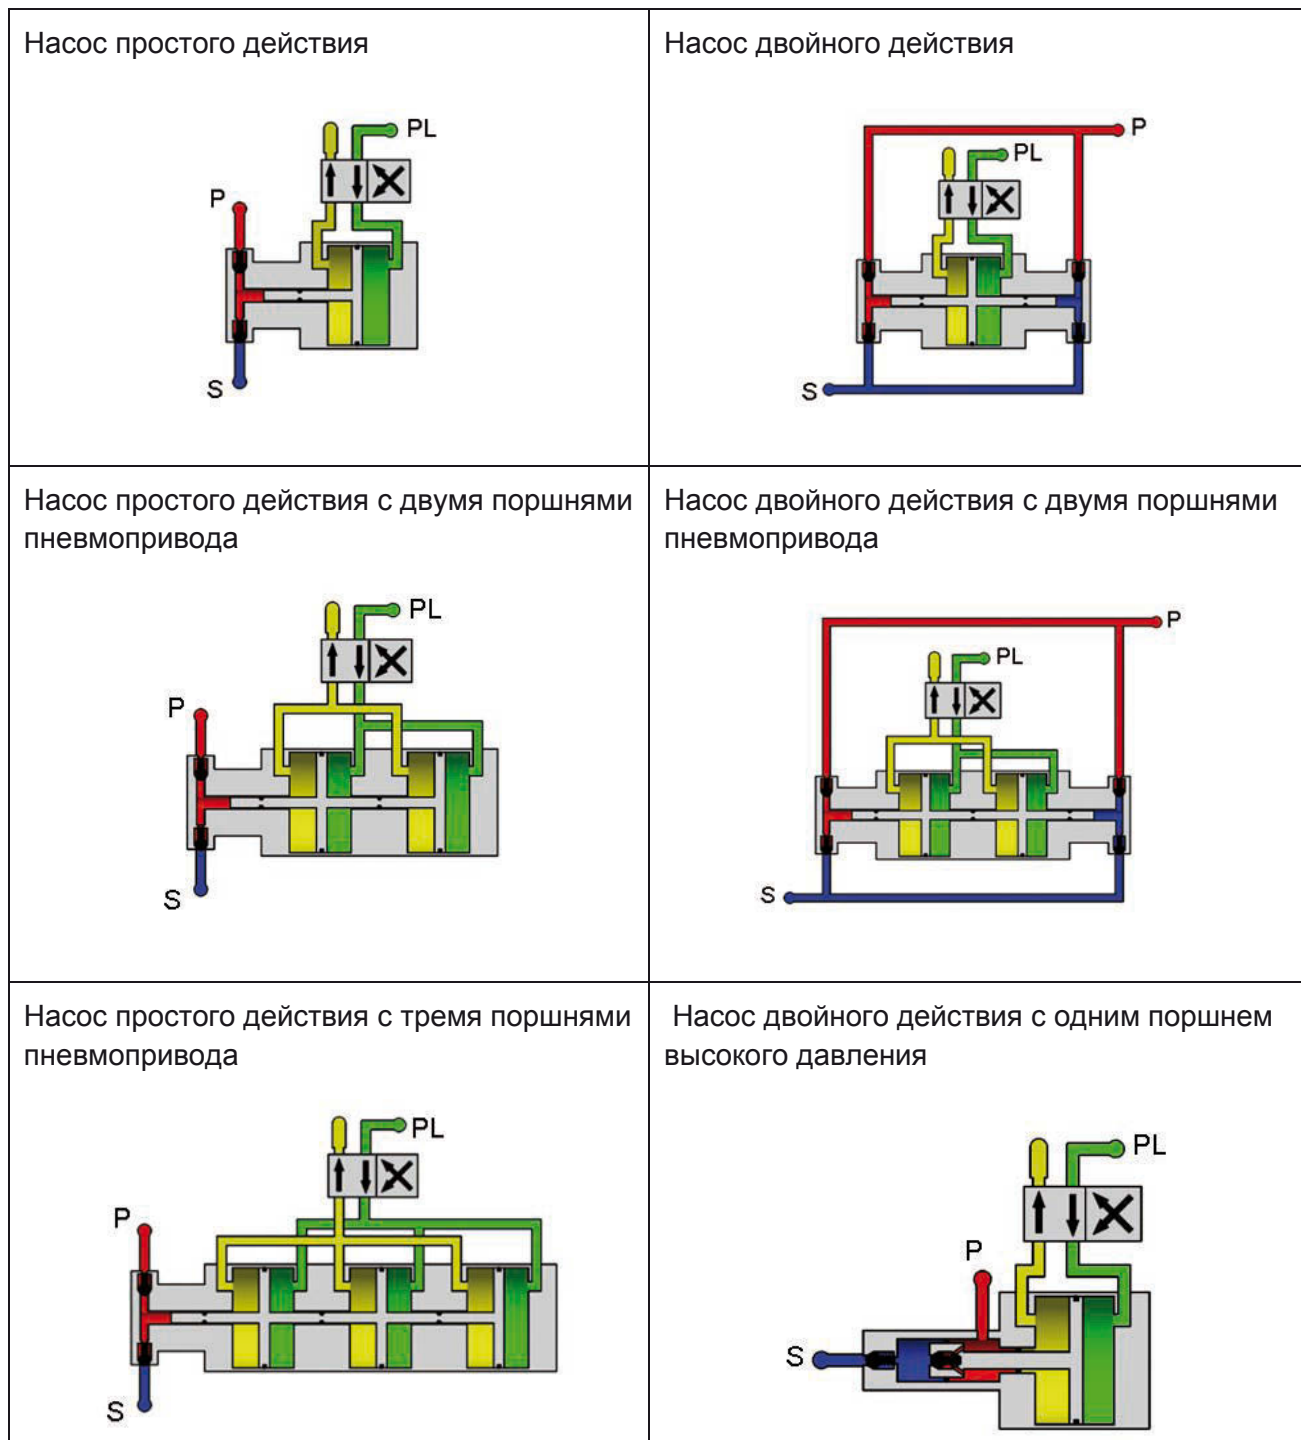 Насос простого действия
PL
P
S
Насос двойного действия
P
PL
S
Насос простого действия с двумя поршнями
пневмопривода
PL
P
S
Насос двойного действия с двумя поршнями
пневмопривода
P
PL
S
Насос простого действия с тремя поршнями
пневмопривода
PL
P
S
Насос двойного действия с одним поршнем
высокого давления
PL
P
S